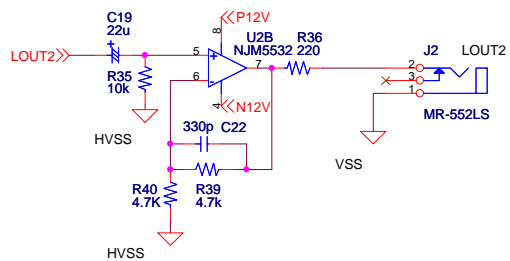 C19
22u
LOUT2
R35
10k
HVSS
P12V
8
U2B
NJM5532
5
+
6
-
7
4
N12V
R36
220
J2
LOUT2
2
3
1
MR-552LS
VSS
330p
C22
R40
4.7K
R39
4.7k
HVSS